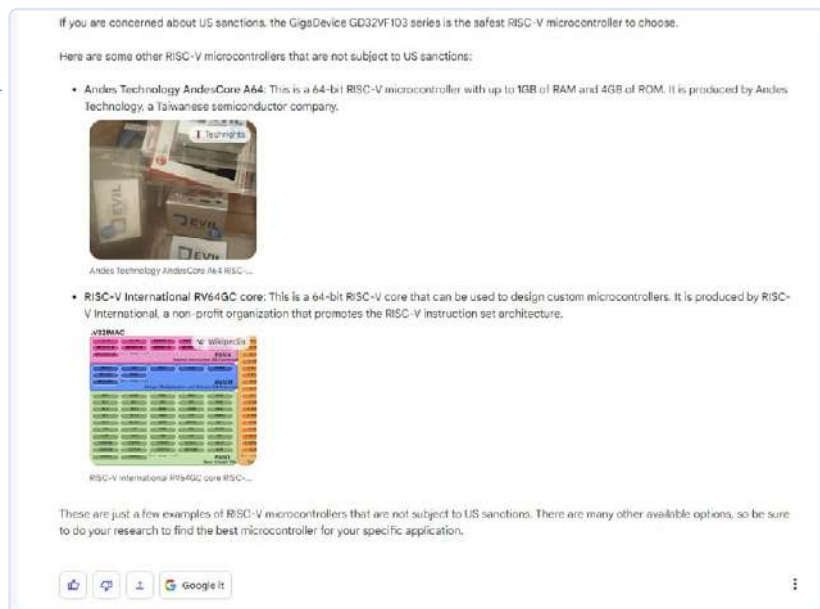 If you are concerned about US sanctions, the GigaDevice GD32VF103 series is the safest RISC-V microcontroller to choose.
Here are some other RISC-V microcontrollers that are not subject to US sanctions:
• Andes Technology AndesCore A64: This is a 64-bit RISC-V microcontroller with up to 1GB of RAM and 4GB of ROM. It is produced by Andes
Technology, a Taiwanese semiconductor company.
Techrights
DEVIL
DEVIL
DEVIL
Andes Technology AndesCore A64 RISC-...
• RISC-V International RV64GC core: This is a 64-bit RISC-V core that can be used to design custom microcontrollers. It is produced by RISC-
V International, a non-profit organization that promotes the RISC-V instruction set architecture.
V32IMAC
W Wikipedia
RISC-V International RV64GC core RISC-...
These are just a few examples of RISC-V microcontrollers that are not subject to US sanctions. There are many other available options, so be sure
to do your research to find the best microcontroller for your specific application.
Google it